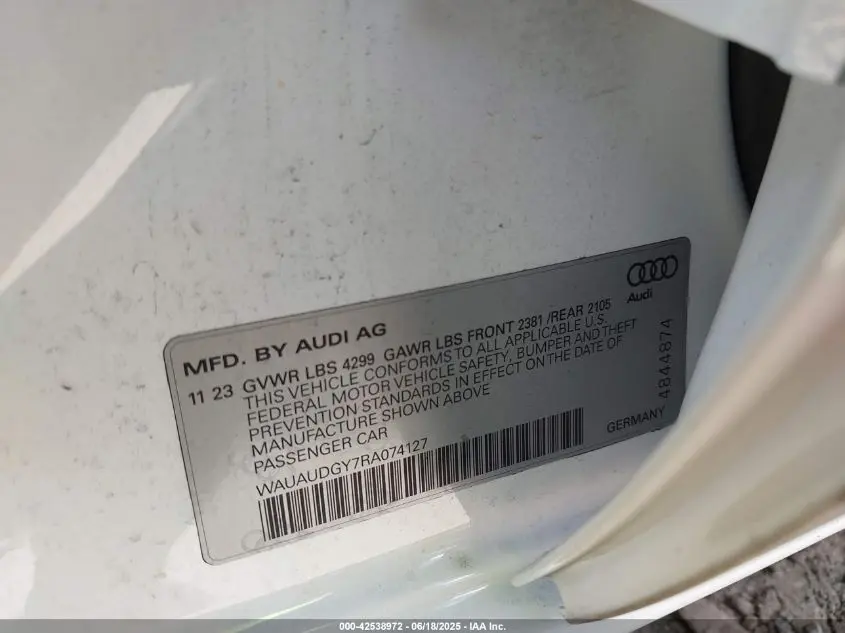 Audi
MFD. BY AUDI AG
11 23 GVWR LBS 4299 GAWR LBS FRONT 2381 /REAR 2105
THIS VEHICLE CONFORMS TO ALL APPLICABLE U.S.
FEDERAL MOTOR VEHICLE SAFETY, BUMPER AND THEFT
PREVENTION STANDARDS IN EFFECT ON THE DATE OF
MANUFACTURE SHOWN ABOVE
PASSENGER CAR
WAUAUDGY7RA074127
GERMANY
4844874
000-42538972 - 06/18/2025 - IAA Inc.